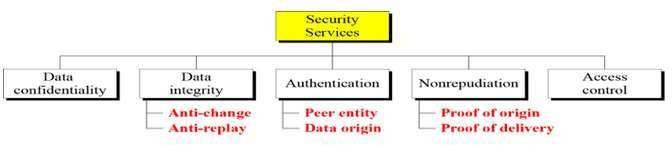 Security
Services
Data
confidentiality
Data
integrity
Authentication
Nonrepudiation
Access
control
Anti-change
Anti-replay
Peer entity
Data origin
Proof of origin
Proof of delivery